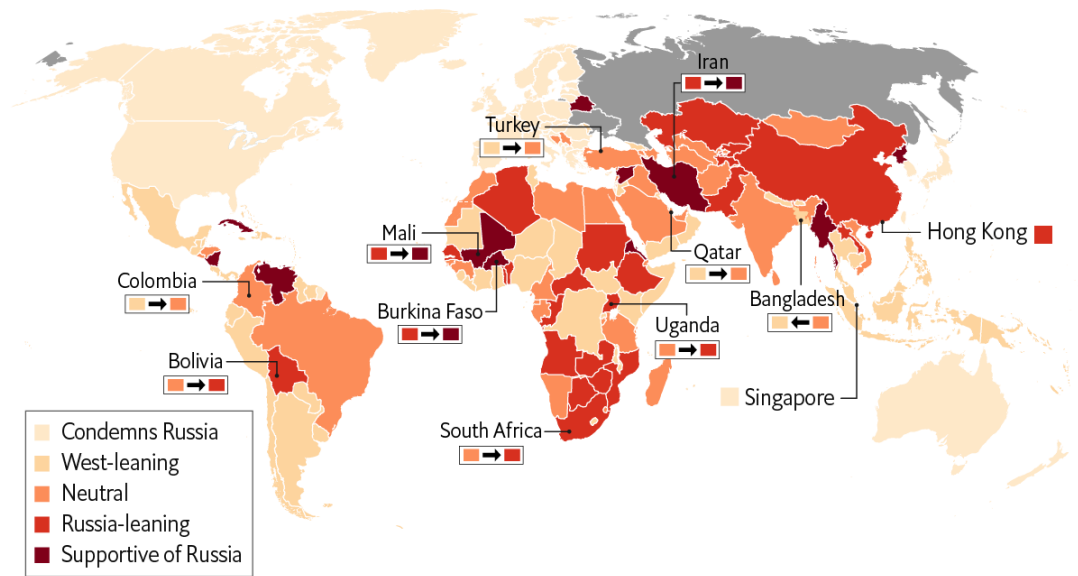 Iran
Turkey
Mali
Hong Kong
Qatar
Colombia
Bangladesh
Burkina Faso
Uganda
Bolivia
Singapore
South Africa
Condemns Russia
West-leaning
Neutral
Russia-leaning
Supportive of Russia